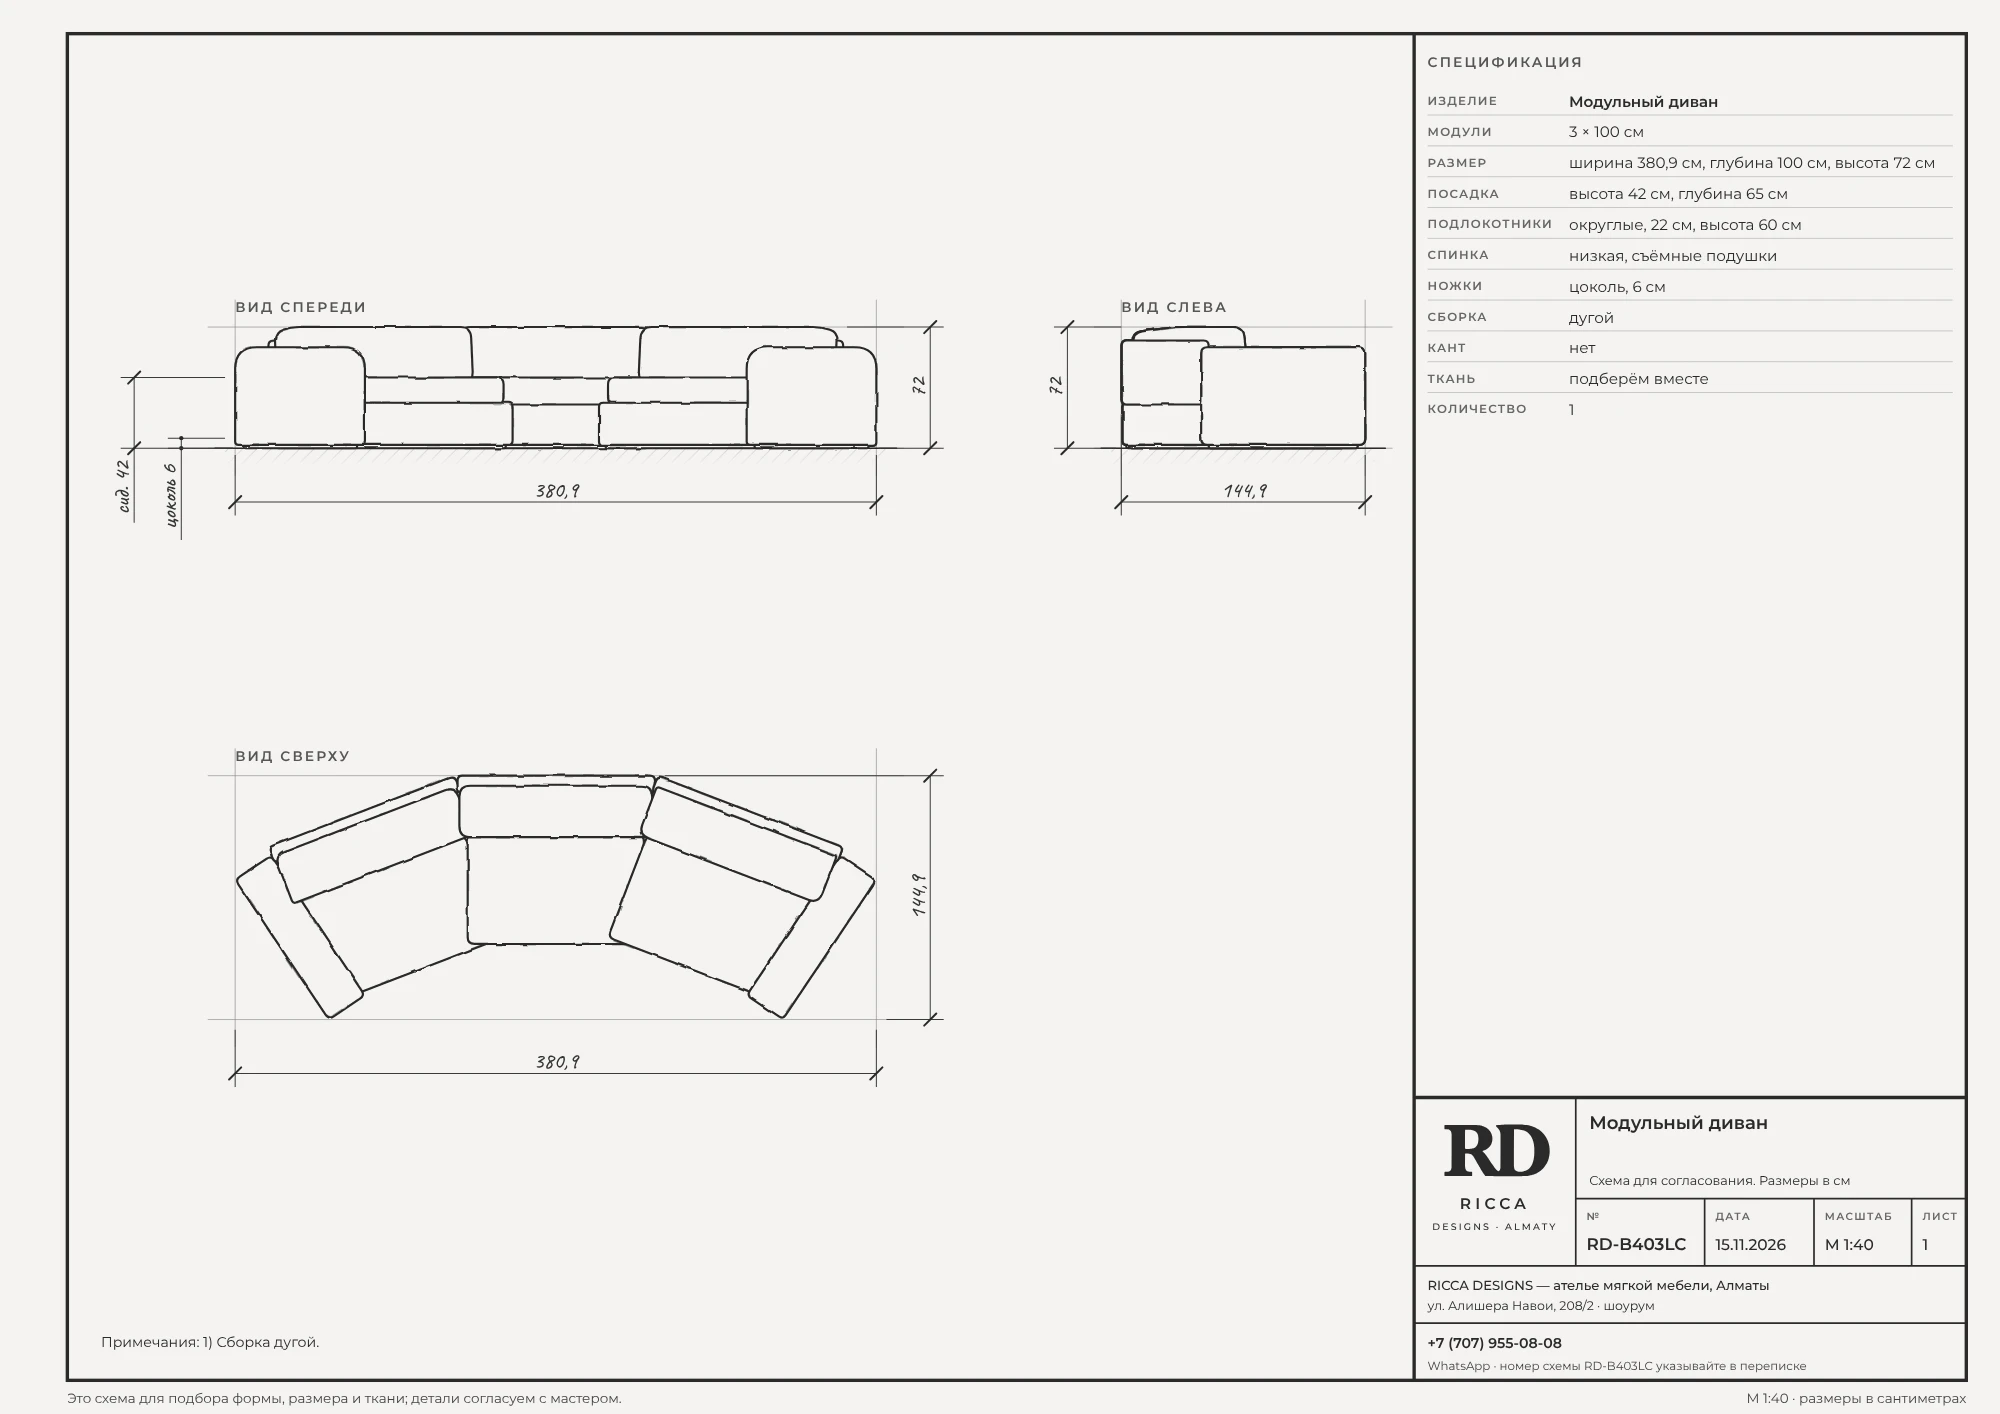 СПЕЦИФИКАЦИЯ
ИЗДЕЛИЕ Модульный диван
МОДУЛИ 3 × 100 см
РАЗМЕР ширина 380,9 см, глубина 100 см, высота 72 см
ПОСАДКА высота 42 см, глубина 65 см
ПОДЛОКОТНИКИ округлые, 22 см, высота 60 см
СПИНКА низкая, съёмные подушки
НОЖКИ цоколь, 6 см
СБОРКА дугой
КАНТ нет
ТКАНЬ подберём вместе
КОЛИЧЕСТВО 1
ВИД СПЕРЕДИ
72
сид. 42
цоколь 6
380,9
ВИД СЛЕВА
72
144,9
ВИД СВЕРХУ
144,9
380,9
Примечания: 1) Сборка дугой.
RD
RICCA
DESIGNS · ALMATY
Модульный диван
Схема для согласования. Размеры в см
№ ДАТА МАСШТАБ ЛИСТ
RD-B403LC 15.11.2026 М 1:40 1
RICCA DESIGNS — ателье мягкой мебели, Алматы
ул. Алишера Навои, 208/2 · шоурум
+7 (707) 955-08-08
WhatsApp · номер схемы RD-B403LC указывайте в переписке
Это схема для подбора формы, размера и ткани; детали согласуем с мастером.
М 1:40 · размеры в сантиметрах